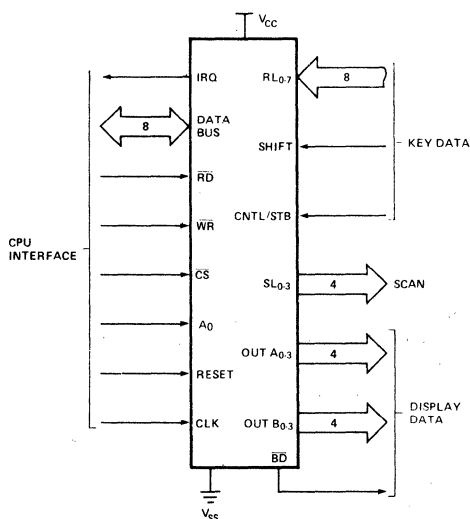 VCC
IRQ
RL0-7
8
8
DATA
BUS
SHIFT
KEY DATA
RD
CNTL/STB
WR
CPU
INTERFACE
CS
SL0-3
4
SCAN
A0
OUT A0-3
4
RESET
DISPLAY
DATA
CLK
OUT B0-3
4
BD
VSS